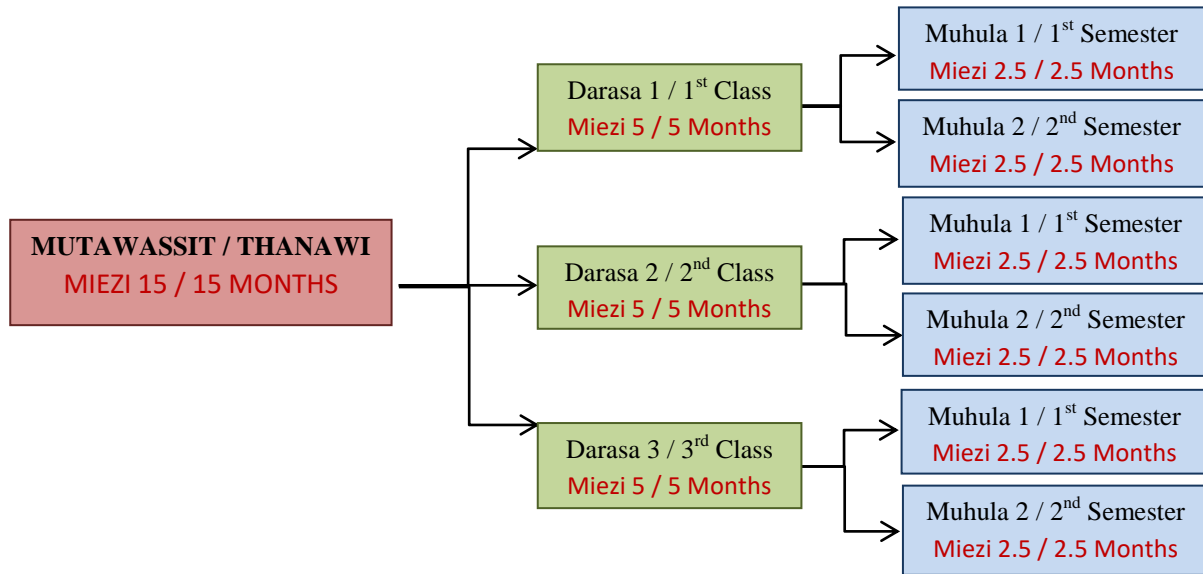 MUTAWASSIT / THANAWI
MIEZI 15 / 15 MONTHS
Darasa 1 / 1st Class
Miezi 5 / 5 Months
Muhula 1 / 1st Semester
Miezi 2.5 / 2.5 Months
Muhula 2 / 2nd Semester
Miezi 2.5 / 2.5 Months
Darasa 2 / 2nd Class
Miezi 5 / 5 Months
Muhula 1 / 1st Semester
Miezi 2.5 / 2.5 Months
Muhula 2 / 2nd Semester
Miezi 2.5 / 2.5 Months
Darasa 3 / 3rd Class
Miezi 5 / 5 Months
Muhula 1 / 1st Semester
Miezi 2.5 / 2.5 Months
Muhula 2 / 2nd Semester
Miezi 2.5 / 2.5 Months